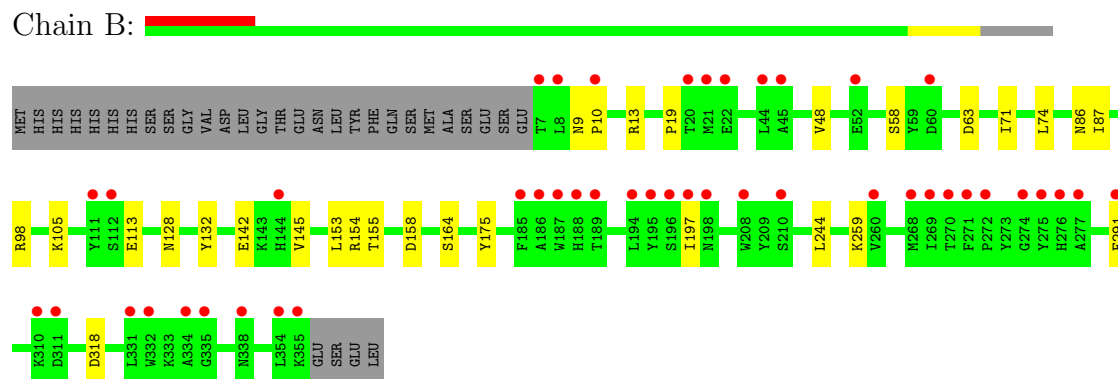 Chain B:
MET HIS HIS HIS HIS HIS HIS SER SER GLY VAL ASP LEU GLY THR GLU ASN LEU TYR PHE GLN SER MET ALA SER GLU SER GLU T7 L8 N9 P10 R13 P19 T20 M21 E22 L44 A45 V48 E52 S58 Y59 D60 D63 I71 L74 N86 I87
R98 K105 Y111 S112 E113 N128 Y132 E142 K143 H144 V145 L153 R154 T155 D158 S164 Y175 F185 A186 W187 H188 T189 L194 Y195 S196 I197 N198 W208 Y209 S210 L244 K259 V260 M268 I269 T270 F271 P272 Y273 G274 Y275 H276 A277
K310 D311 D318 L331 W332 K333 A334 G335 N338 L354 K355 GLU SER GLU LEU